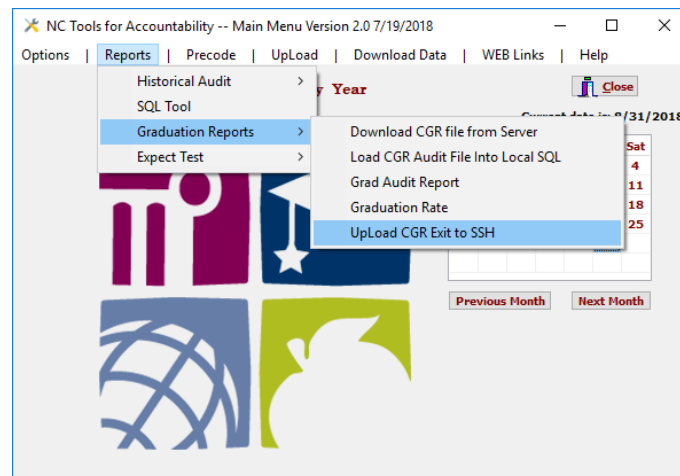 NC Tools for Accountability -- Main Menu Version 2.0 7/19/2018
Options | Reports | Precode | UpLoad | Download Data | WEB Links | Help
Historical Audit
SQL Tool
Graduation Reports
Expect Test
Year
Close
8/31/2018
Download CGR file from Server
Load CGR Audit File Into Local SQL
Grad Audit Report
Graduation Rate
UpLoad CGR Exit to SSH
Sat
4
11
18
25
Previous Month
Next Month